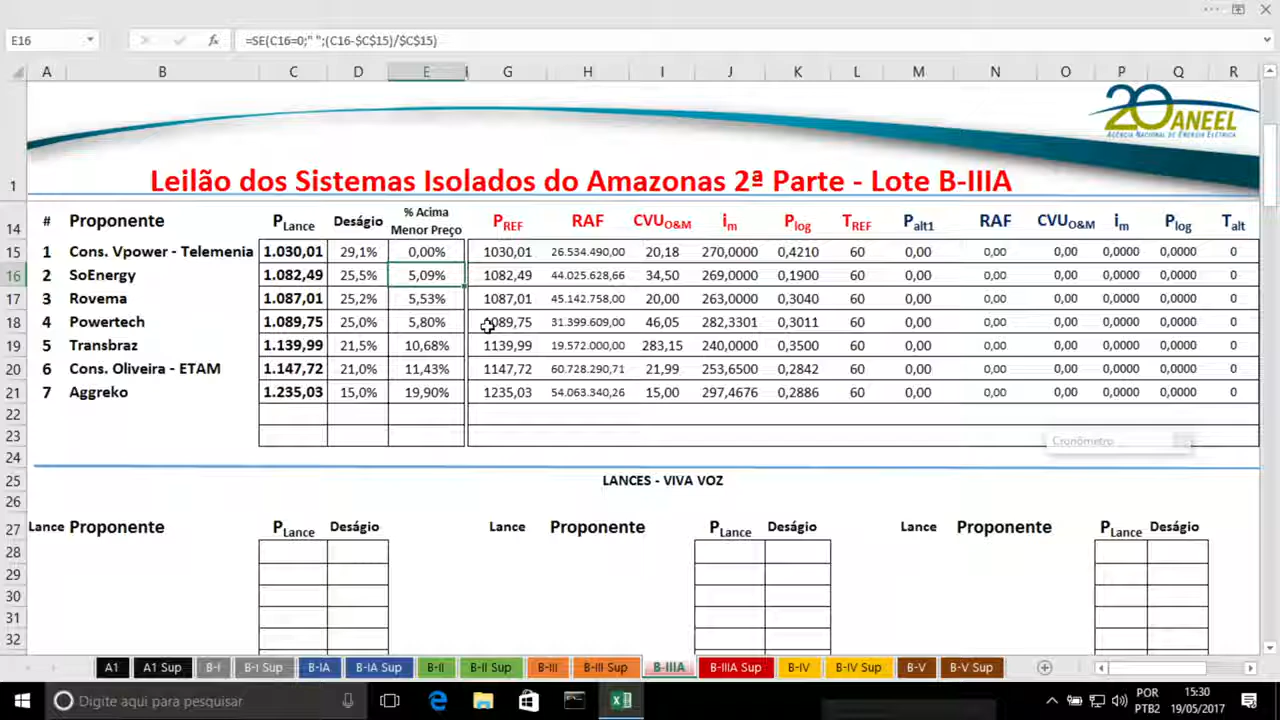 E16 fx =SE(C16=0;" ";(C16-$C$15)/$C$15)
A B C D E G H I J K L M N O P Q R
20 ANEEL
AGÊNCIA NACIONAL DE ENERGIA ELÉTRICA
1 Leilão dos Sistemas Isolados do Amazonas 2ª Parte - Lote B-IIIA
14 # Proponente PLance Deságio % Acima Menor Preço PREF RAF CVUO&M im Plog TREF Palt1 RAF CVUO&M im Plog Talt
15 1 Cons. Vpower - Telemenia 1.030,01 29,1% 0,00% 1030,01 26.534.490,00 20,18 270,0000 0,4210 60 0,00 0,00 0,00 0,0000 0,0000 0
16 2 SoEnergy 1.082,49 25,5% 5,09% 1082,49 44.025.628,66 34,50 269,0000 0,1900 60 0,00 0,00 0,00 0,0000 0,0000 0
17 3 Rovema 1.087,01 25,2% 5,53% 1087,01 45.142.758,00 20,00 263,0000 0,3040 60 0,00 0,00 0,00 0,0000 0,0000 0
18 4 Powertech 1.089,75 25,0% 5,80% 1089,75 31.399.609,00 46,05 282,3301 0,3011 60 0,00 0,00 0,00 0,0000 0,0000 0
19 5 Transbraz 1.139,99 21,5% 10,68% 1139,99 19.572.000,00 283,15 240,0000 0,3500 60 0,00 0,00 0,00 0,0000 0,0000 0
20 6 Cons. Oliveira - ETAM 1.147,72 21,0% 11,43% 1147,72 60.728.290,71 21,99 253,6500 0,2842 60 0,00 0,00 0,00 0,0000 0,0000 0
21 7 Aggreko 1.235,03 15,0% 19,90% 1235,03 54.063.340,26 15,00 297,4676 0,2886 60 0,00 0,00 0,00 0,0000 0,0000 0
22
23
Cronômetro
24
25 LANCES - VIVA VOZ
26
27 Lance Proponente PLance Deságio Lance Proponente PLance Deságio Lance Proponente PLance Deságio
28
29
30
31
32
A1 A1 Sup B-I B-I Sup B-IA B-IA Sup B-II B-II Sup B-III B-III Sup B-IIIA B-IIIA Sup B-IV B-IV Sup B-V B-V Sup
Digite aqui para pesquisar POR 15:30
PTB2 19/05/2017